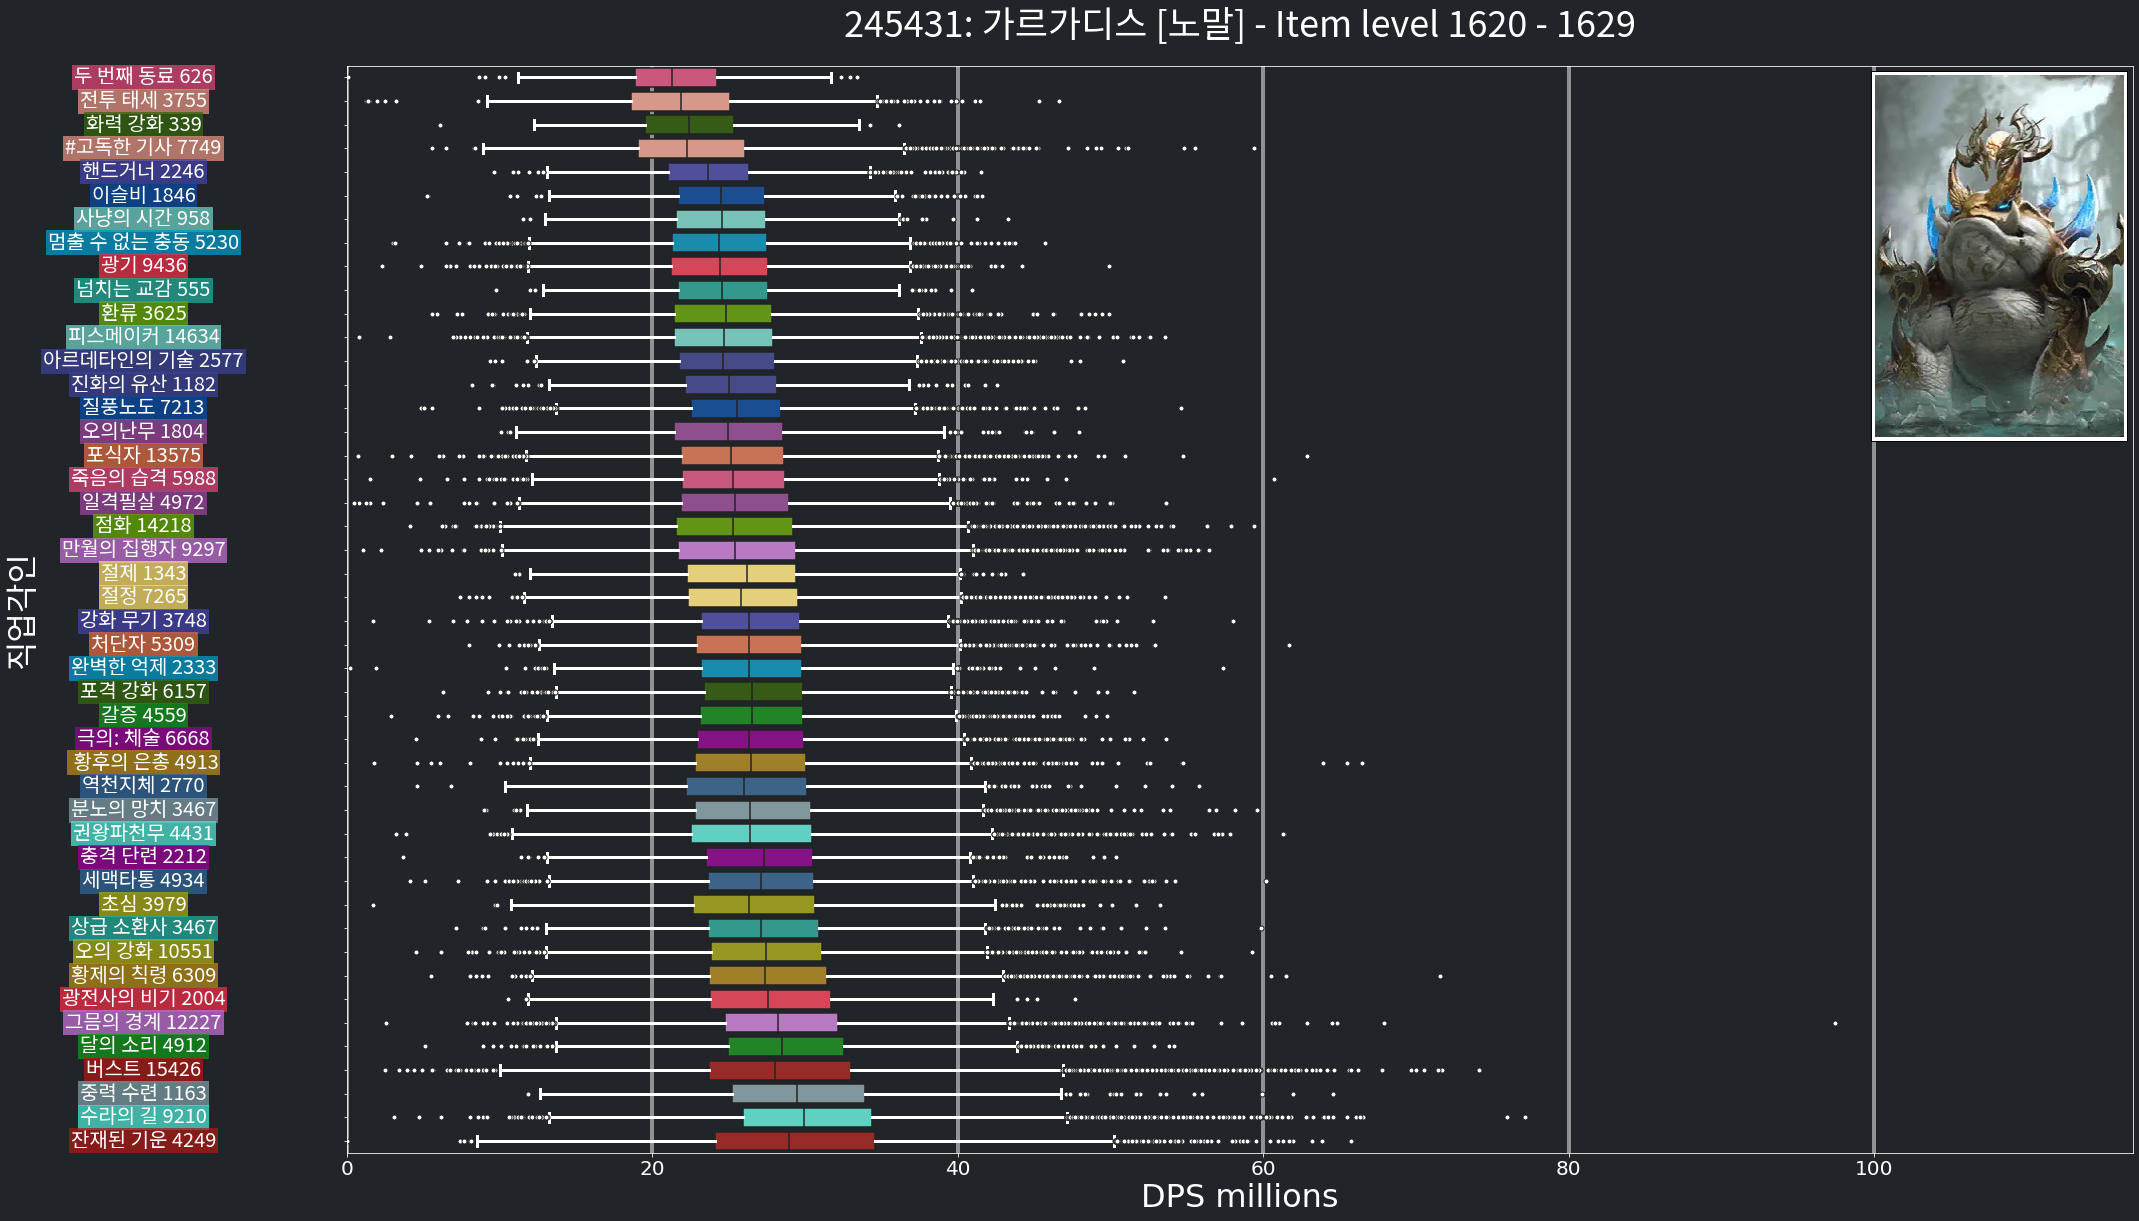 245431: 가르가디스 [노말] - Item level 1620 - 1629
직업각인
두 번째 동료 626
전투 태세 3755
화력 강화 339
#고독한 기사 7749
핸드거너 2246
이슬비 1846
사냥의 시간 958
멈출 수 없는 충동 5230
광기 9436
넘치는 교감 555
환류 3625
피스메이커 14634
아르데타인의 기술 2577
진화의 유산 1182
질풍노도 7213
오의난무 1804
포식자 13575
죽음의 습격 5988
일격필살 4972
점화 14218
만월의 집행자 9297
절제 1343
절정 7265
강화 무기 3748
처단자 5309
완벽한 억제 2333
포격 강화 6157
갈증 4559
극의: 체술 6668
황후의 은총 4913
역천지체 2770
분노의 망치 3467
권왕파천무 4431
충격 단련 2212
세맥타통 4934
초심 3979
상급 소환사 3467
오의 강화 10551
황제의 칙령 6309
광전사의 비기 2004
그믐의 경계 12227
달의 소리 4912
버스트 15426
중력 수련 1163
수라의 길 9210
잔재된 기운 4249
0 20 40 60 80 100
DPS millions